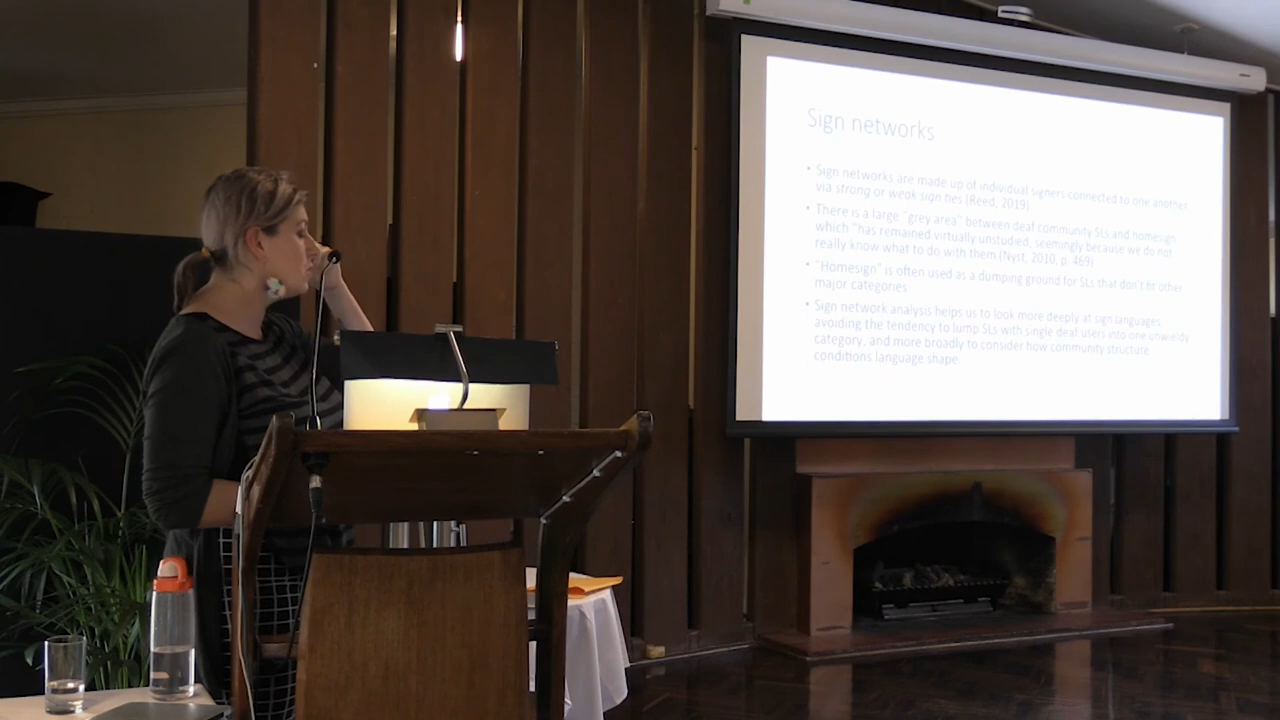 Sign networks
• Sign networks are made up of individual signers connected to one another
via strong or weak sign ties (Reed, 2019)
• There is a large "grey area" between deaf community SLs and homesign
which "has remained virtually unstudied, seemingly because we do not
really know what to do with them (Nyst, 2010, p. 469)
• "Homesign" is often used as a dumping ground for SLs that don't fit other
major categories
• Sign network analysis helps us to look more deeply at sign languages
avoiding the tendency to lump SLs with single deaf users into one unwieldy
category, and more broadly to consider how community structure
conditions language shape.